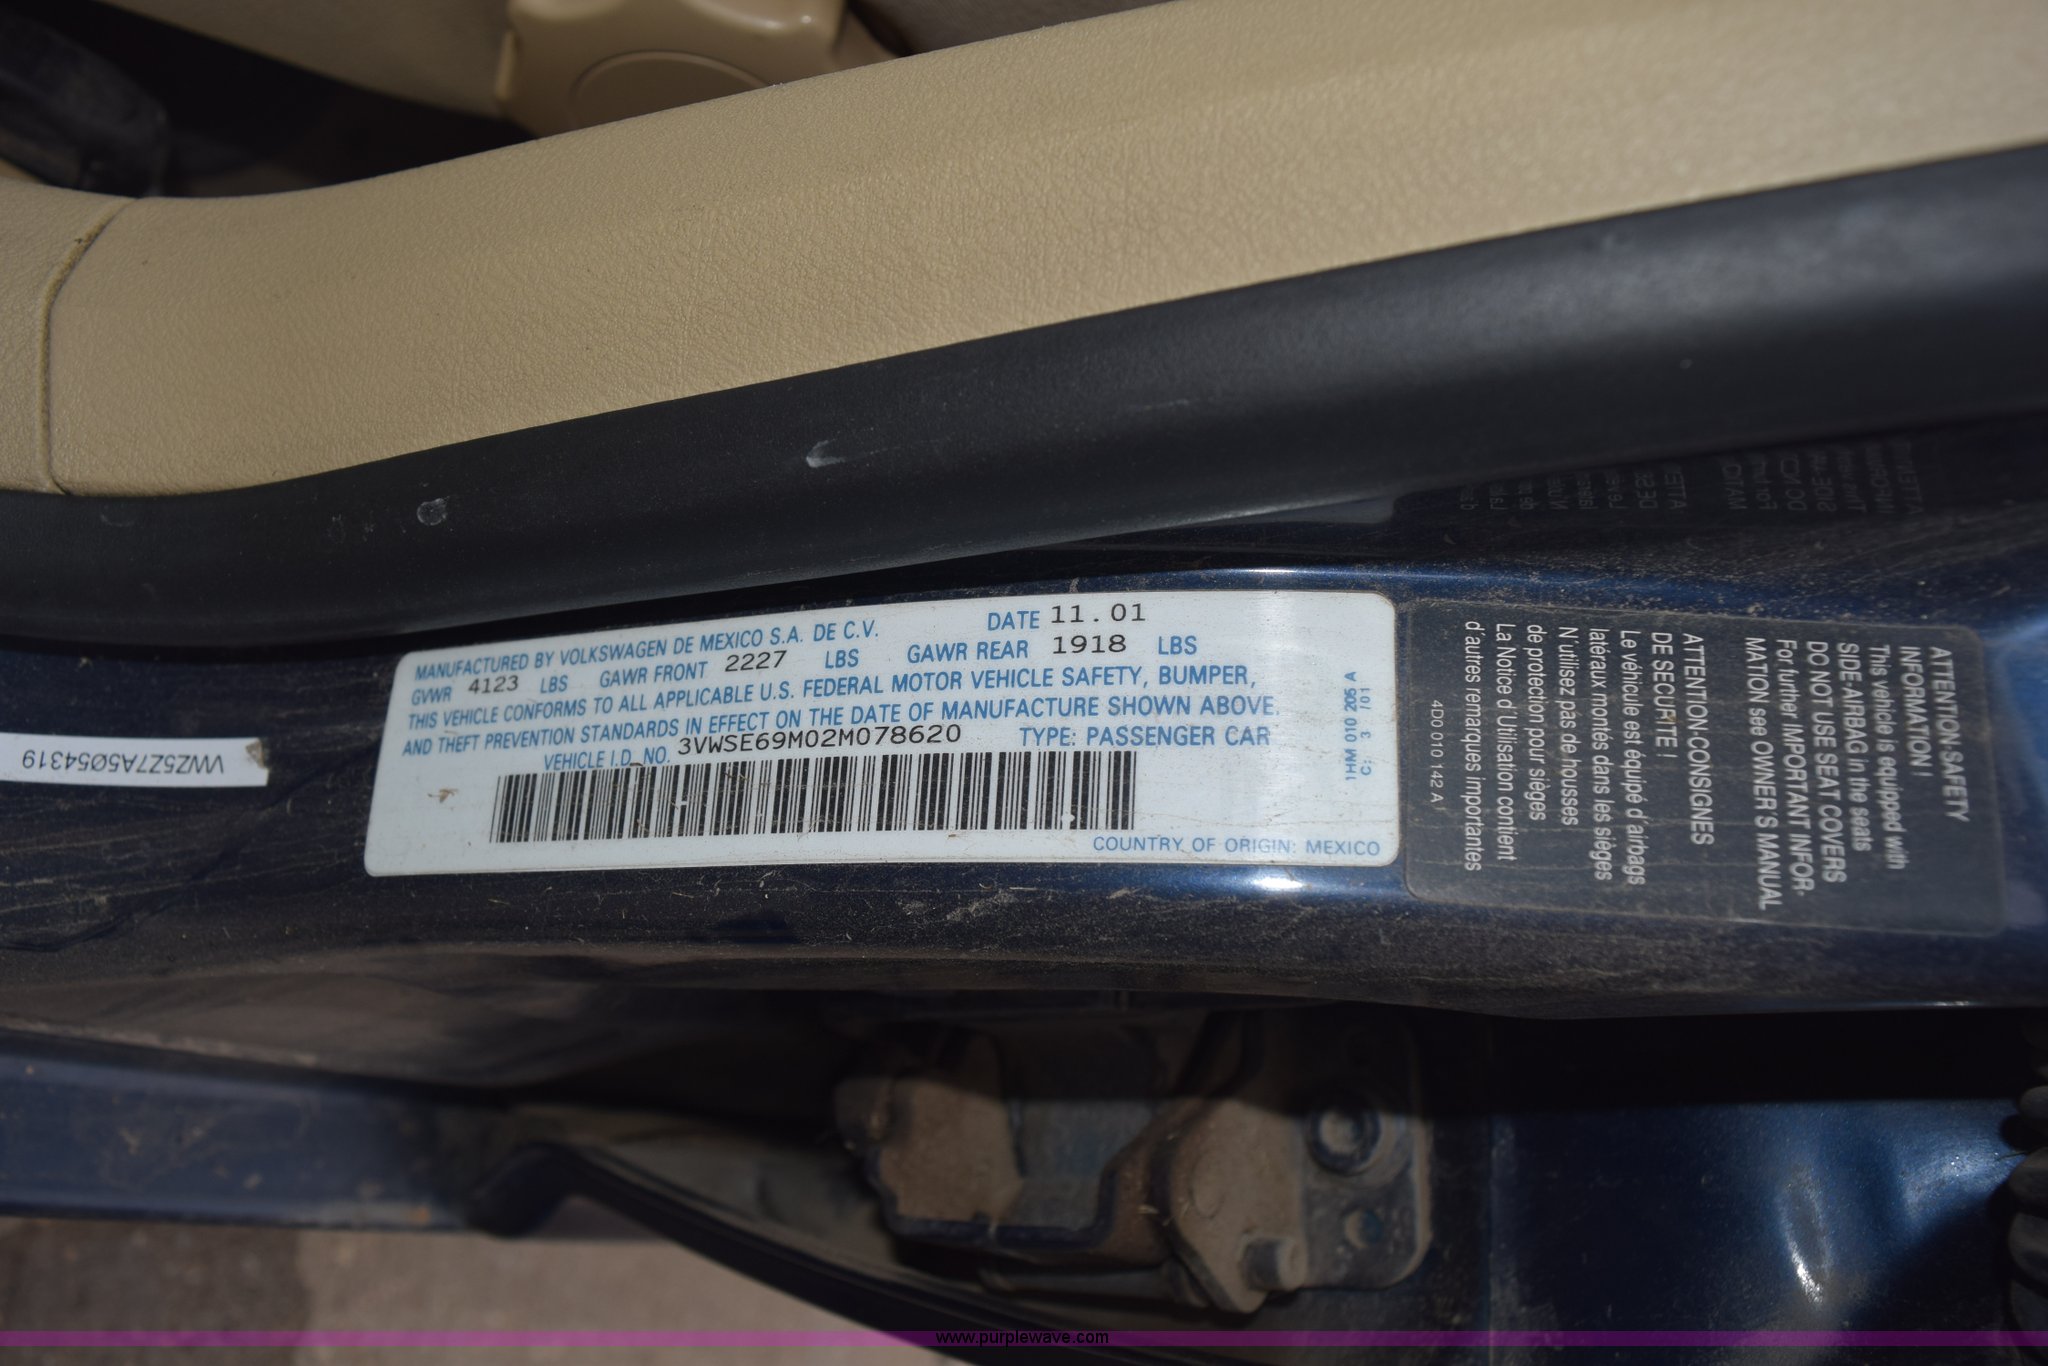 MANUFACTURED BY VOLKSWAGEN DE MEXICO S.A. DE C.V. DATE 11.01
GVWR 4123 LBS GAWR FRONT 2227 LBS GAWR REAR 1918 LBS
THIS VEHICLE CONFORMS TO ALL APPLICABLE U.S. FEDERAL MOTOR VEHICLE SAFETY, BUMPER,
AND THEFT PREVENTION STANDARDS IN EFFECT ON THE DATE OF MANUFACTURE SHOWN ABOVE.
VEHICLE I.D. NO. 3VWSE69M02M078620 TYPE: PASSENGER CAR
COUNTRY OF ORIGIN: MEXICO
1HM 010 205 A
C: 3 /01
VWZ5Z7A5Ø054319
ATTENTION-SAFETY
INFORMATION !
This vehicle is equipped with
SIDE-AIRBAG in the seats
DO NOT USE SEAT COVERS
For further IMPORTANT INFOR-
MATION see OWNER'S MANUAL
ATTENTION-CONSIGNES
DE SECURITE !
Le véhicule est équipé d'airbags
latéraux montés dans les sièges
N'utilisez pas de housses
de protection pour sièges
La Notice d'Utilisation contient
d'autres remarques importantes
4D0 010 142 A
www.purplewave.com